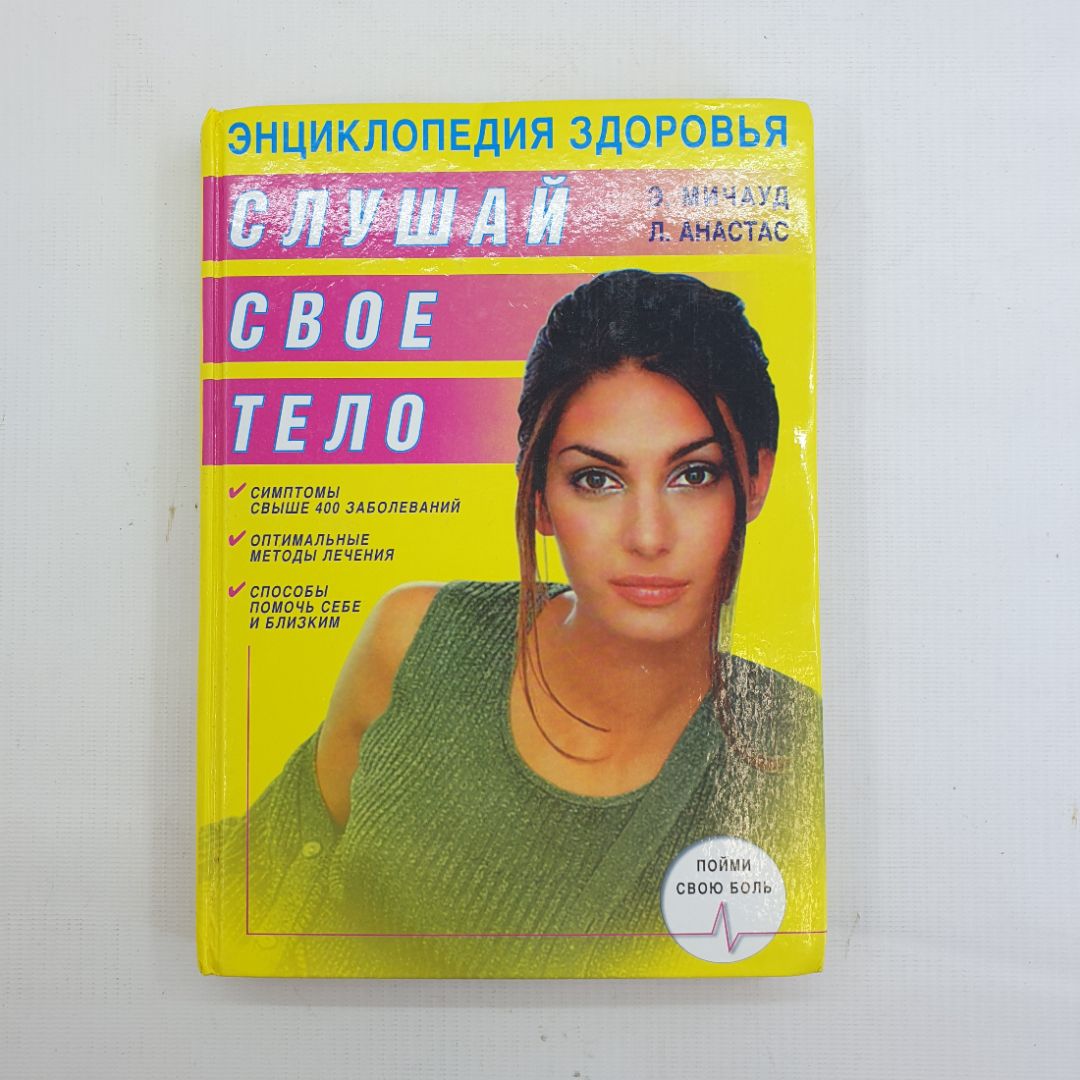 ЭНЦИКЛОПЕДИЯ ЗДОРОВЬЯ
СЛУШАЙ
СВОЕ
ТЕЛО
Э. МИЧАУД
Л. АНАСТАС
СИМПТОМЫ
СВЫШЕ 400 ЗАБОЛЕВАНИЙ
ОПТИМАЛЬНЫЕ
МЕТОДЫ ЛЕЧЕНИЯ
СПОСОБЫ
ПОМОЧЬ СЕБЕ
И БЛИЗКИМ
ПОЙМИ
СВОЮ БОЛЬ